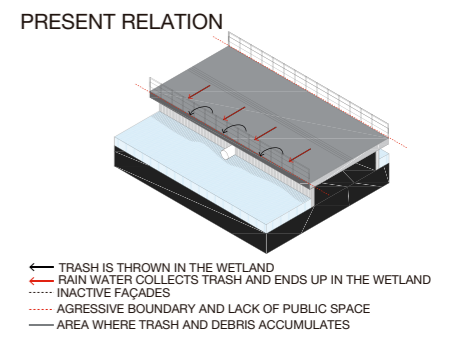 PRESENT RELATION
TRASH IS THROWN IN THE WETLAND
RAIN WATER COLLECTS TRASH AND ENDS UP IN THE WETLAND
INACTIVE FAÇADES
AGRESSIVE BOUNDARY AND LACK OF PUBLIC SPACE
AREA WHERE TRASH AND DEBRIS ACCUMULATES